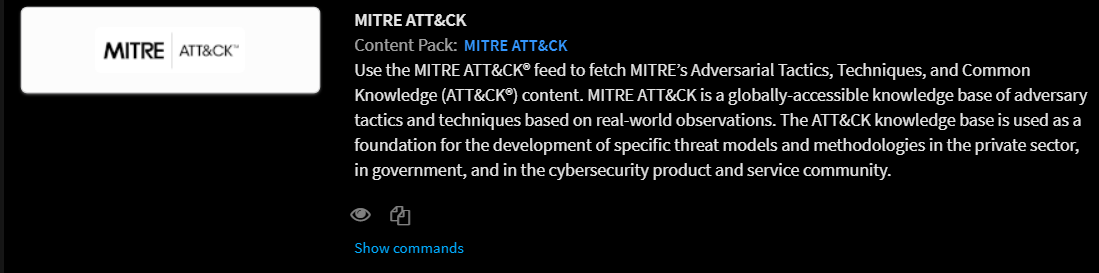 MITRE ATT&CK™
MITRE ATT&CK
Content Pack: MITRE ATT&CK
Use the MITRE ATT&CK® feed to fetch MITRE’s Adversarial Tactics, Techniques, and Common
Knowledge (ATT&CK®) content. MITRE ATT&CK is a globally-accessible knowledge base of adversary
tactics and techniques based on real-world observations. The ATT&CK knowledge base is used as a
foundation for the development of specific threat models and methodologies in the private sector,
in government, and in the cybersecurity product and service community.
Show commands